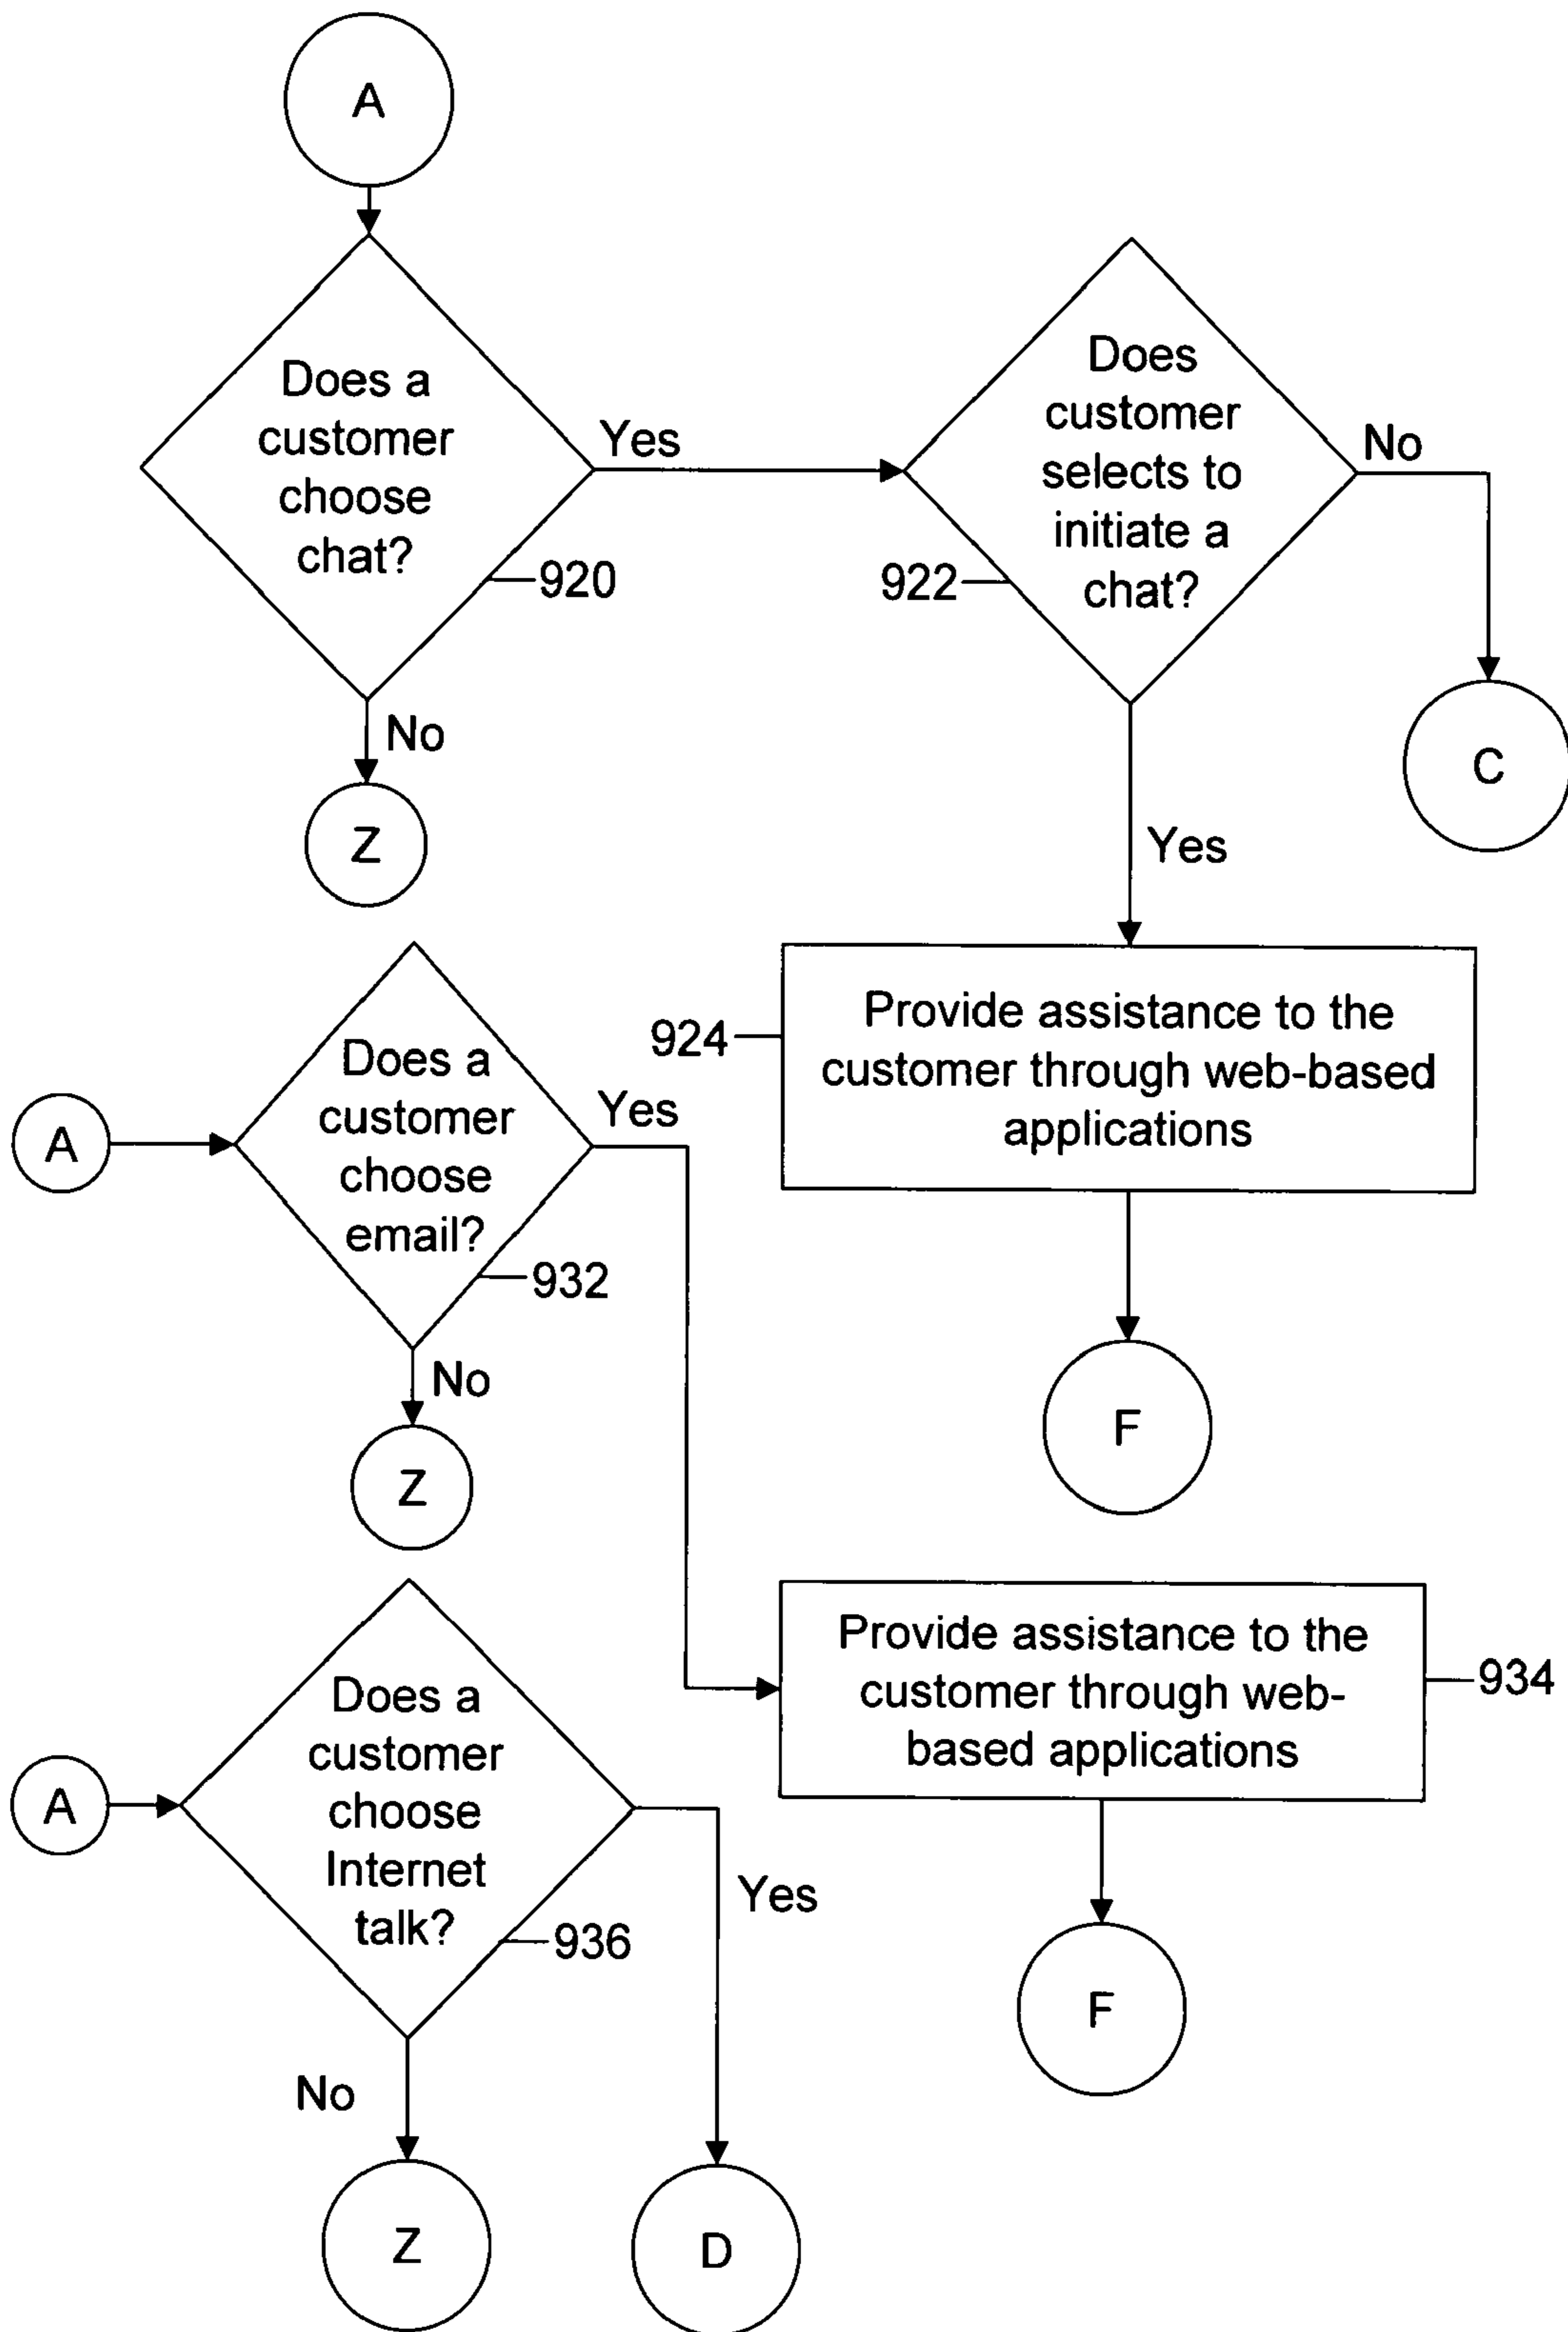 A
Does a
customer
choose
chat?
Yes
920
No
Z
Does
customer
selects to
initiate a
chat?
922
No
C
Yes
924
Provide assistance to the
customer through web-based
applications
F
A
Does a
customer
choose
email?
Yes
932
No
Z
Provide assistance to the
customer through web-
based applications
934
F
A
Does a
customer
choose
Internet
talk?
936
Yes
No
Z
D